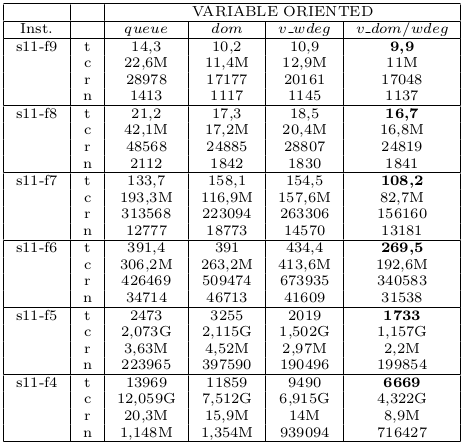 VARIABLE ORIENTED
Inst. queue dom v_wdeg v_dom/wdeg
s11-f9 t 14,3 10,2 10,9 9,9
c 22,6M 11,4M 12,9M 11M
r 28978 17177 20161 17048
n 1413 1117 1145 1137
s11-f8 t 21,2 17,3 18,5 16,7
c 42,1M 17,2M 20,4M 16,8M
r 48568 24885 28807 24819
n 2112 1842 1830 1841
s11-f7 t 133,7 158,1 154,5 108,2
c 193,3M 116,9M 157,6M 82,7M
r 313568 223094 263306 156160
n 12777 18773 14570 13181
s11-f6 t 391,4 391 434,4 269,5
c 306,2M 263,2M 413,6M 192,6M
r 426469 509474 673935 340583
n 34714 46713 41609 31538
s11-f5 t 2473 3255 2019 1733
c 2,073G 2,115G 1,502G 1,157G
r 3,63M 4,52M 2,97M 2,2M
n 223965 397590 190496 199854
s11-f4 t 13969 11859 9490 6669
c 12,059G 7,512G 6,915G 4,322G
r 20,3M 15,9M 14M 8,9M
n 1,148M 1,354M 939094 716427